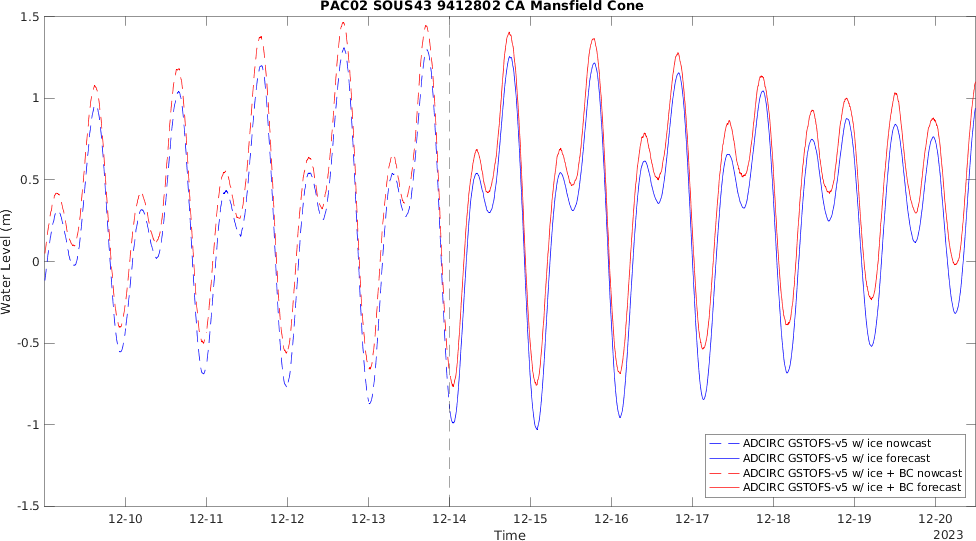 PAC02 SOUS43 9412802 CA Mansfield Cone
1.5
1
0.5
0
-0.5
-1
-1.5
Water Level (m)
ADCIRC GSTOFS-v5 w/ ice nowcast
ADCIRC GSTOFS-v5 w/ ice forecast
ADCIRC GSTOFS-v5 w/ ice + BC nowcast
ADCIRC GSTOFS-v5 w/ ice + BC forecast
12-10 12-11 12-12 12-13 12-14 12-15 12-16 12-17 12-18 12-19 12-20
Time
2023